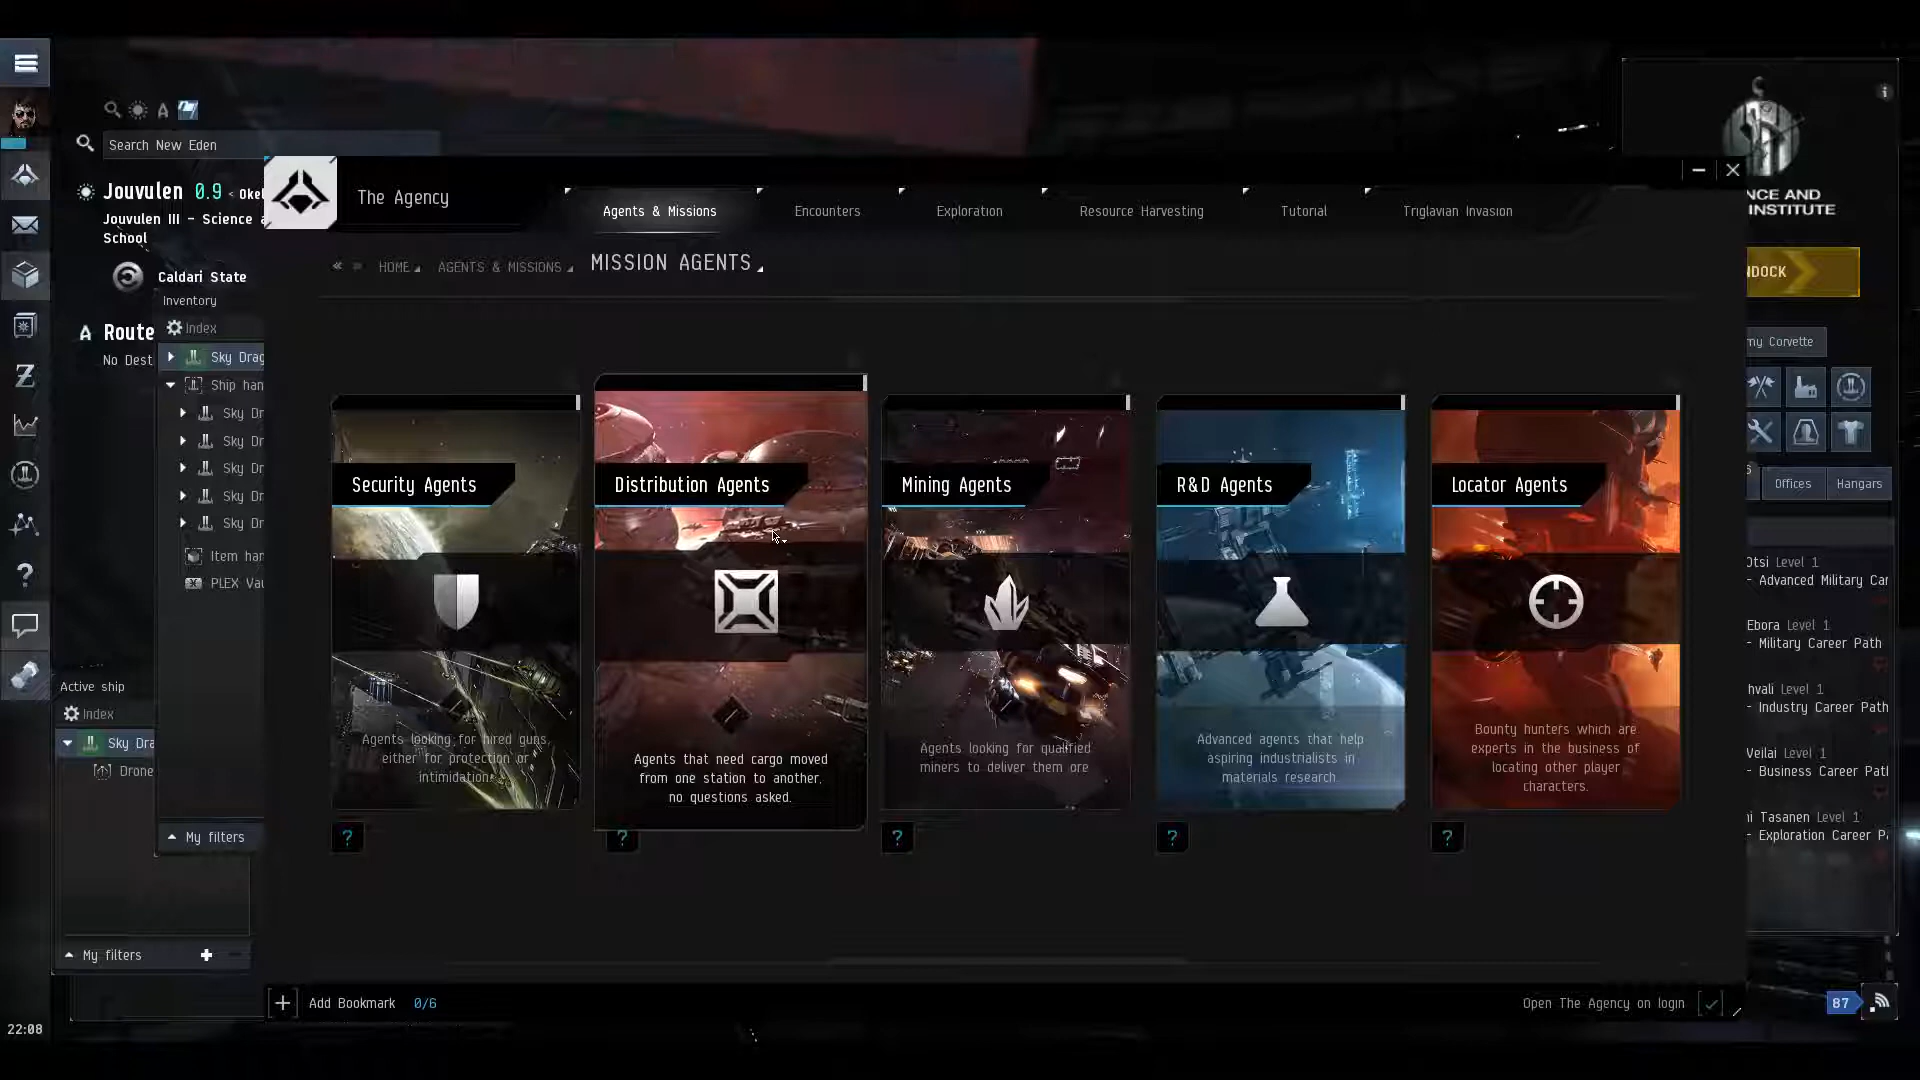 Search New Eden
Jouvulen 0.9 <
Jouvulen III - Science
School
Caldari State
Inventory
Index
Route
No Dest
Sky Drag
Ship han
Sky Dr
Sky Dr
Sky Dr
Sky Dr
Sky Dr
Item han
PLEX Vau
My filters
Active ship
Index
Sky Dra
Drone
My filters
22:08
The Agency
Agents & Missions
Encounters
Exploration
Resource Harvesting
Tutorial
Triglavian Invasion
HOME
AGENTS & MISSIONS
MISSION AGENTS
Security Agents
Agents looking for hired guns,
either for protection or
intimidation.
?
Distribution Agents
Agents that need cargo moved
from one station to another,
no questions asked.
?
Mining Agents
Agents looking for qualified
miners to deliver them ore
?
R&D Agents
Advanced agents that help
aspiring industrialists in
materials research.
?
Locator Agents
Bounty hunters which are
experts in the business of
locating other player
characters.
?
Add Bookmark 0/6
Open The Agency on login
NCE AND
INSTITUTE
NDOCK
my Corvette
Offices
Hangars
Otsi Level 1
- Advanced Military Car
Ebora Level 1
- Military Career Path
hvali Level 1
- Industry Career Path
Veilai Level 1
- Business Career Path
i Tasanen Level 1
- Exploration Career P
87